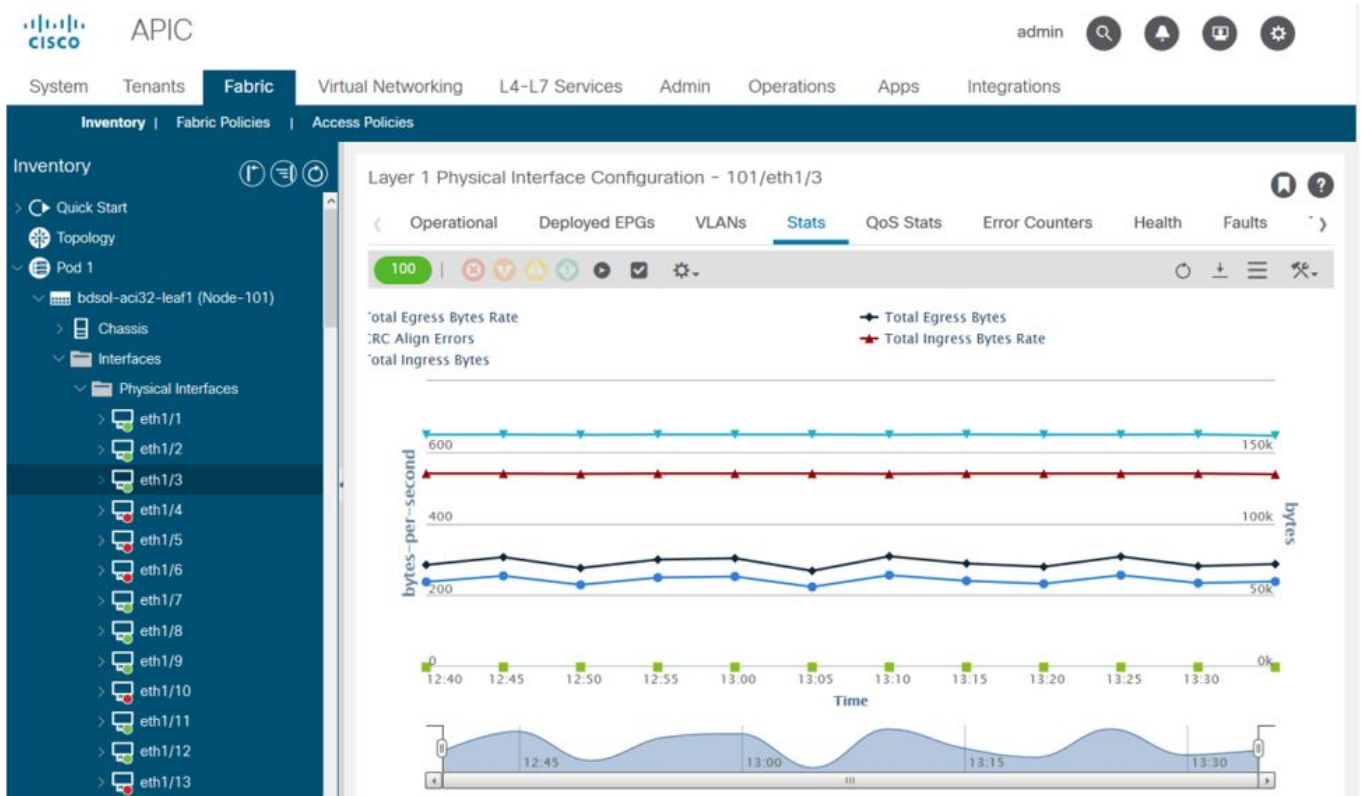 CISCO APIC admin
System Tenants Fabric Virtual Networking L4-L7 Services Admin Operations Apps Integrations
Inventory | Fabric Policies | Access Policies
Inventory
Quick Start
Topology
Pod 1
bdsol-aci32-leaf1 (Node-101)
Chassis
Interfaces
Physical Interfaces
eth1/1
eth1/2
eth1/3
eth1/4
eth1/5
eth1/6
eth1/7
eth1/8
eth1/9
eth1/10
eth1/11
eth1/12
eth1/13
Layer 1 Physical Interface Configuration - 101/eth1/3
Operational Deployed EPGs VLANs Stats QoS Stats Error Counters Health Faults
100
otal Egress Bytes Rate Total Egress Bytes
RC Align Errors Total Ingress Bytes Rate
otal Ingress Bytes
bytes-per-second
600 150k
400 100k
200 50k
0 0k
bytes
12:40 12:45 12:50 12:55 13:00 13:05 13:10 13:15 13:20 13:25 13:30
Time
12:45 13:00 13:15 13:30